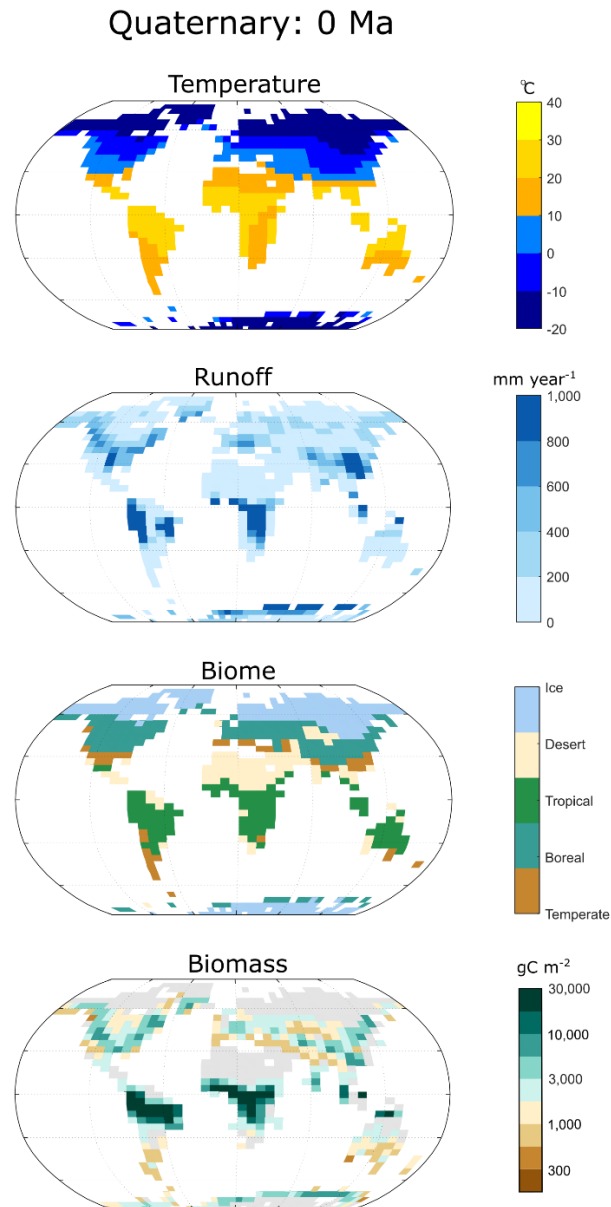 Quaternary: 0 Ma
Temperature
℃
40
30
20
10
0
-10
-20
Runoff
mm year⁻¹
1,000
800
600
400
200
0
Biome
Ice
Desert
Tropical
Boreal
Temperate
Biomass
gC m⁻²
30,000
10,000
3,000
1,000
300